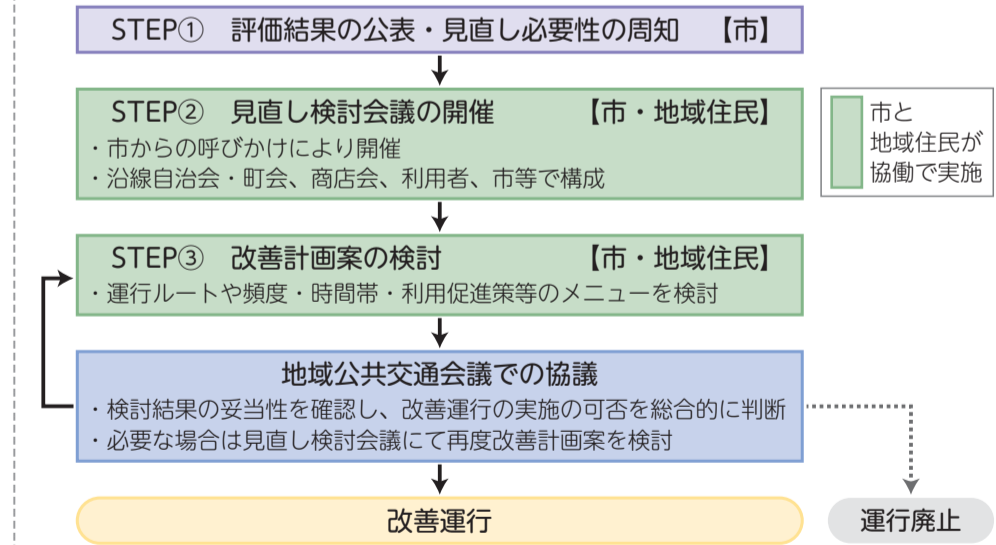 STEP① 評価結果の公表・見直し必要性の周知 【市】
STEP② 見直し検討会議の開催 【市・地域住民】
・市からの呼びかけにより開催
・沿線自治会・町会、商店会、利用者、市等で構成
市と
地域住民が
協働で実施
STEP③ 改善計画案の検討 【市・地域住民】
・運行ルートや頻度・時間帯・利用促進策等のメニューを検討
地域公共交通会議での協議
・検討結果の妥当性を確認し、改善運行の実施の可否を総合的に判断
・必要な場合は見直し検討会議にて再度改善計画案を検討
改善運行
運行廃止